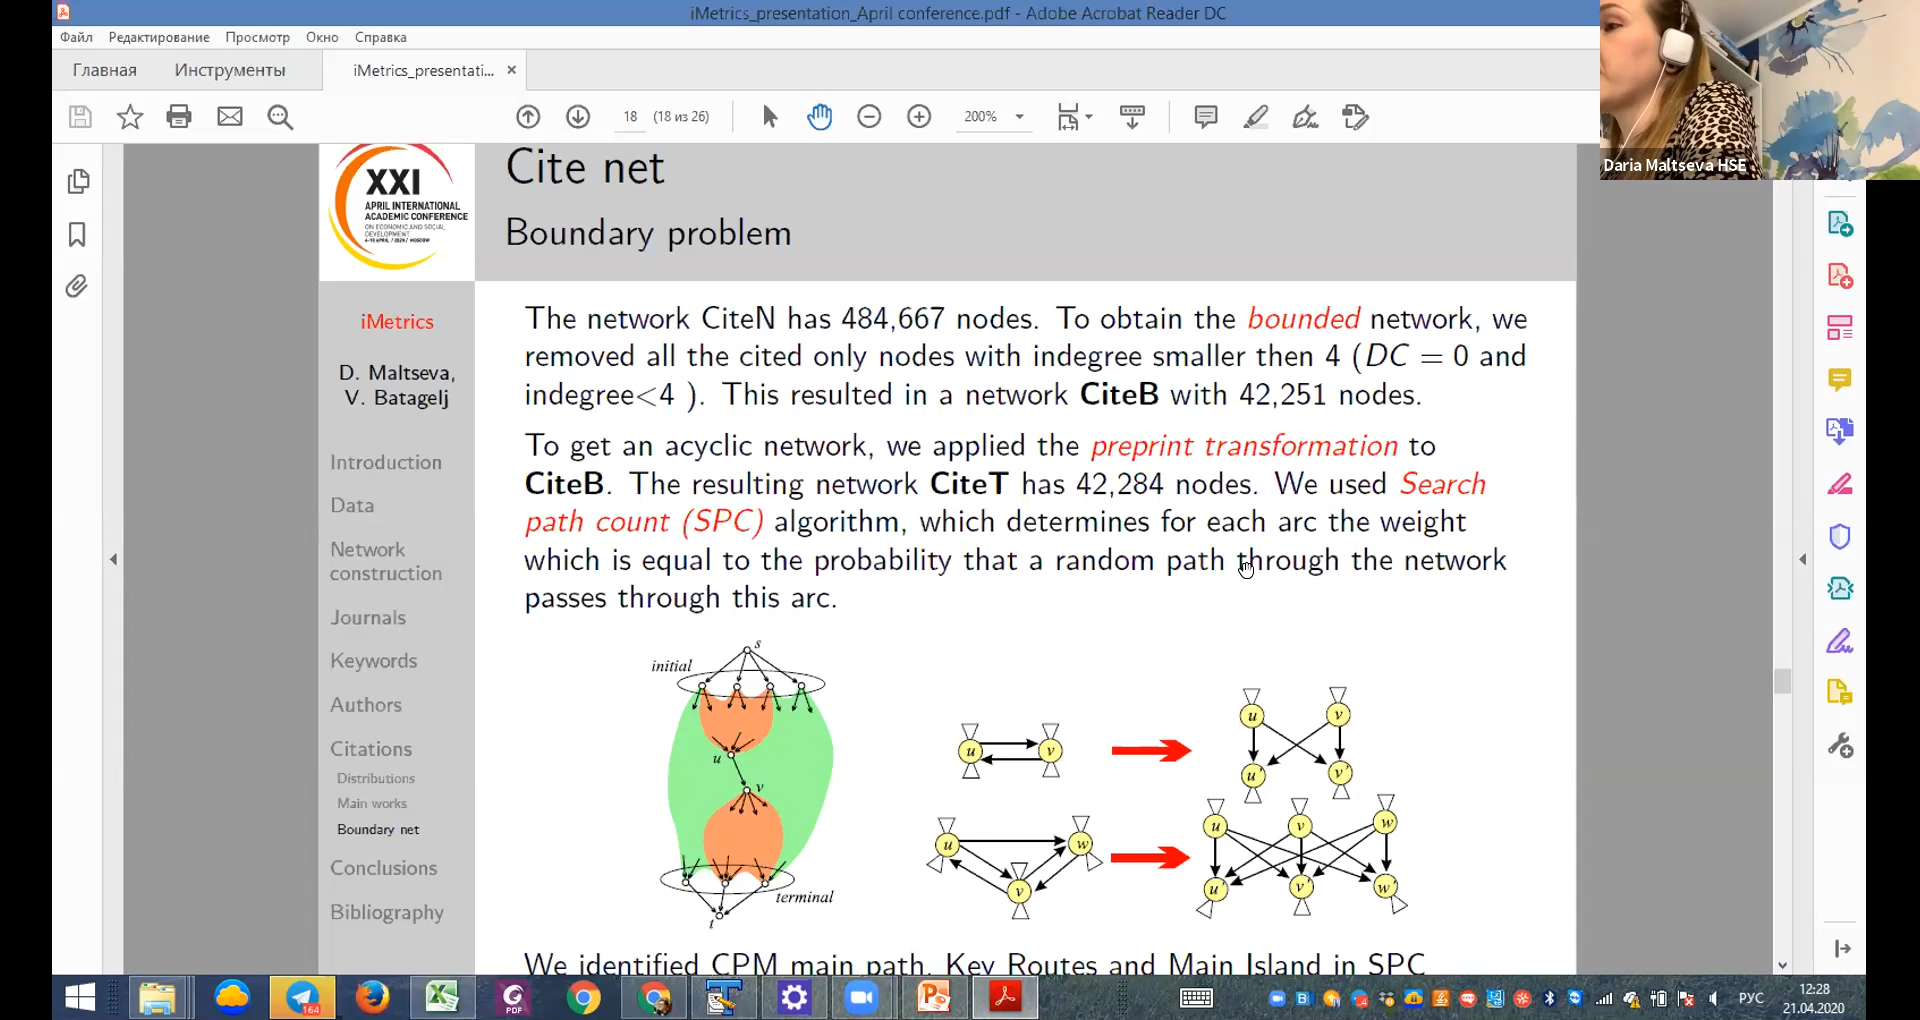 iMetrics_presentation_April conference.pdf - Adobe Acrobat Reader DC
Файл Редактирование Просмотр Окно Справка
Главная Инструменты iMetrics_presentati... ×
18 (18 из 26) 200%
Daria Maltseva HSE
XXI
APRIL INTERNATIONAL
ACADEMIC CONFERENCE
ON ECONOMIC AND SOCIAL
DEVELOPMENT
Cite net
Boundary problem
iMetrics
D. Maltseva,
V. Batagelj
Introduction
Data
Network
construction
Journals
Keywords
Authors
Citations
Distributions
Main works
Boundary net
Conclusions
Bibliography
The network CiteN has 484,667 nodes. To obtain the bounded network, we
removed all the cited only nodes with indegree smaller then 4 (DC = 0 and
indegree<4 ). This resulted in a network CiteB with 42,251 nodes.
To get an acyclic network, we applied the preprint transformation to
CiteB. The resulting network CiteT has 42,284 nodes. We used Search
path count (SPC) algorithm, which determines for each arc the weight
which is equal to the probability that a random path through the network
passes through this arc.
s
initial
u
v
terminal
t
u v
u v
u' v'
u w
v
u v w
u' v' w'
We identified CPM main path, Key Routes and Main Island in SPC
164
PDF
РУС
12:28
21.04.2020